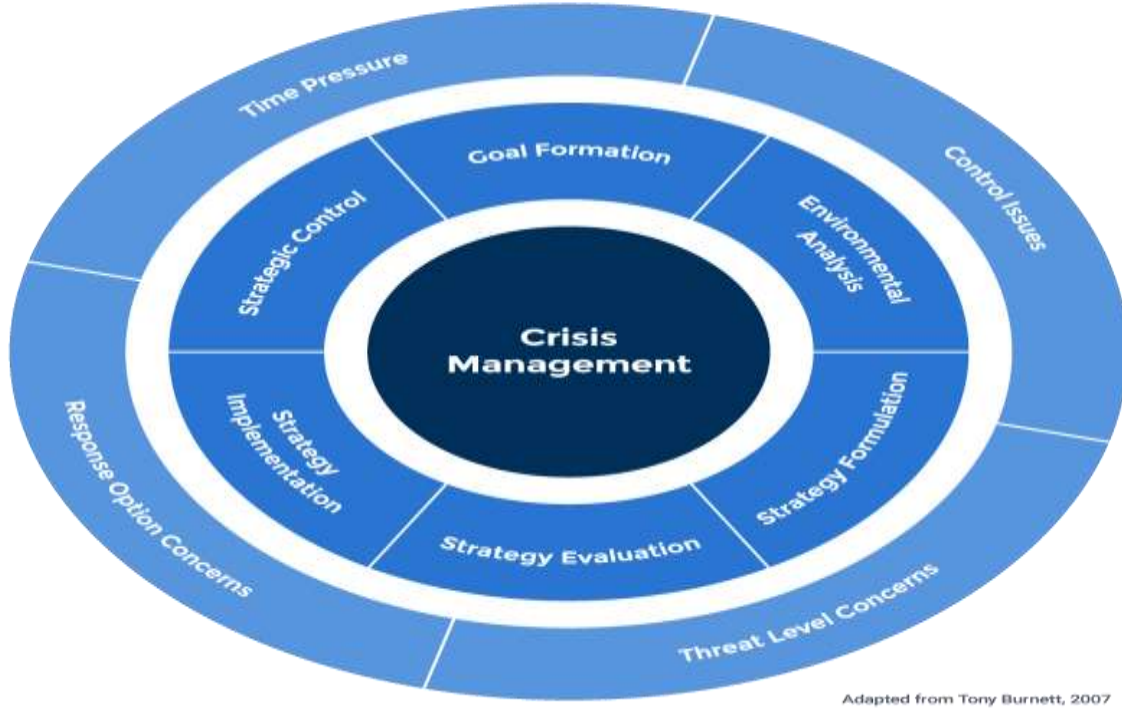 Time Pressure
Control Issues
Threat Level Concerns
Response Option Concerns
Goal Formation
Environmental
Analysis
Strategy Formulation
Strategy Evaluation
Strategy
Implementation
Strategic Control
Crisis
Management
Adapted from Tony Burnett, 2007